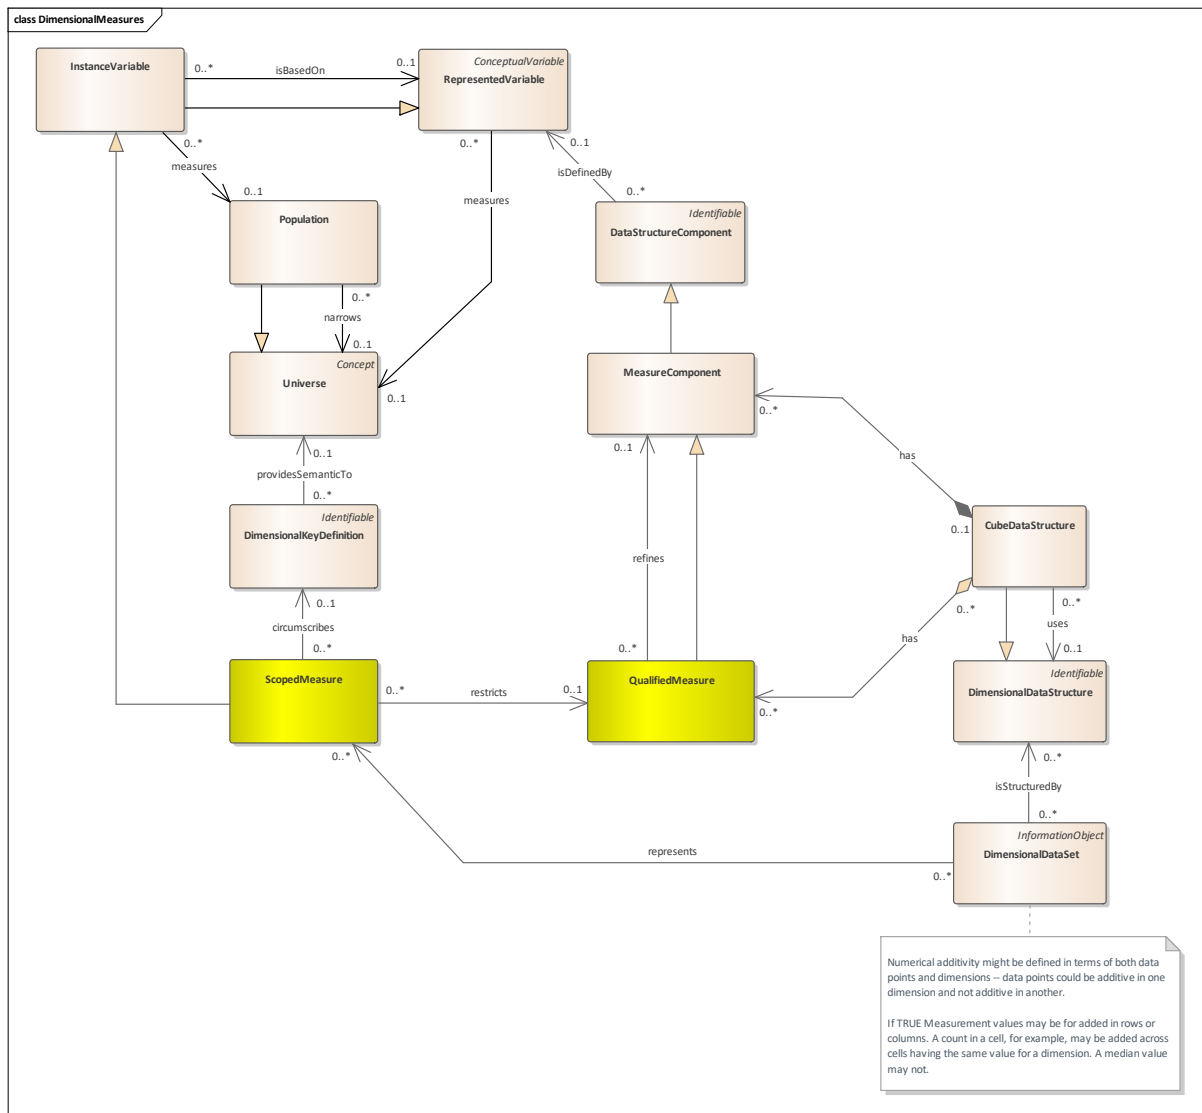 class DimensionalMeasures
InstanceVariable
0..*
isBasedOn
0..1
ConceptualVariable
RepresentedVariable
0..*
measures
0..1
0..*
measures
0..1
0..1
isDefinedBy
0..*
Population
Identifiable
DataStructureComponent
0..*
narrows
0..1
Concept
Universe
MeasureComponent
0..*
0..1
providesSemanticTo
0..*
0..1
has
Identifiable
DimensionalKeyDefinition
CubeDataStructure
0..1
refines
0..1
circumscribes
0..*
0..*
has
0..*
0..*
uses
0..1
ScopedMeasure
0..*
restricts
0..1
QualifiedMeasure
0..*
Identifiable
DimensionalDataStructure
0..*
0..*
isStructuredBy
0..*
InformationObject
DimensionalDataSet
represents
0..*
Numerical additivity might be defined in terms of both data
points and dimensions -- data points could be additive in one
dimension and not additive in another.
If TRUE Measurement values may be for added in rows or
columns. A count in a cell, for example, may be added across
cells having the same value for a dimension. A median value
may not.